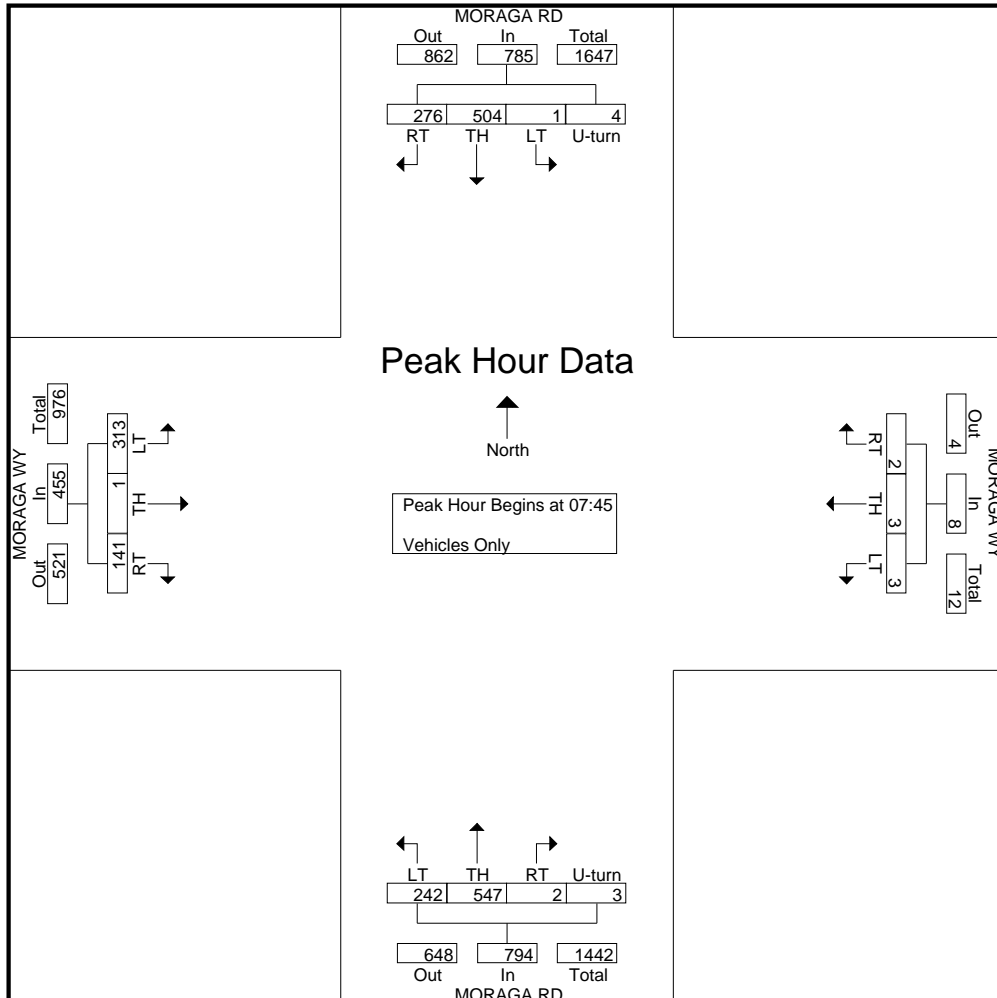 MORAGA RD
Out In Total
862 785 1647
276 504 1 4
RT TH LT U-turn
Peak Hour Data
North
Peak Hour Begins at 07:45
Vehicles Only
MORAGA WY
Total In Out
976 455 521
313 1 141
LT TH RT
RT TH LT
2 3 3
Out In Total
4 8 12
MORAGA WY
LT TH RT U-turn
242 547 2 3
648 794 1442
Out In Total
MORAGA RD